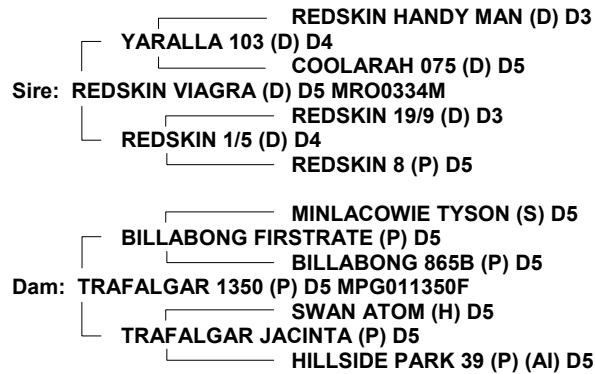 REDSKIN HANDY MAN (D) D3
YARALLA 103 (D) D4
COOLARAH 075 (D) D5
Sire: REDSKIN VIAGRA (D) D5 MRO0334M
REDSKIN 19/9 (D) D3
REDSKIN 1/5 (D) D4
REDSKIN 8 (P) D5
MINLACOWIE TYSON (S) D5
BILLABONG FIRSTRATE (P) D5
BILLABONG 865B (P) D5
Dam: TRAFALGAR 1350 (P) D5 MPG011350F
SWAN ATOM (H) D5
TRAFALGAR JACINTA (P) D5
HILLSIDE PARK 39 (P) (AI) D5